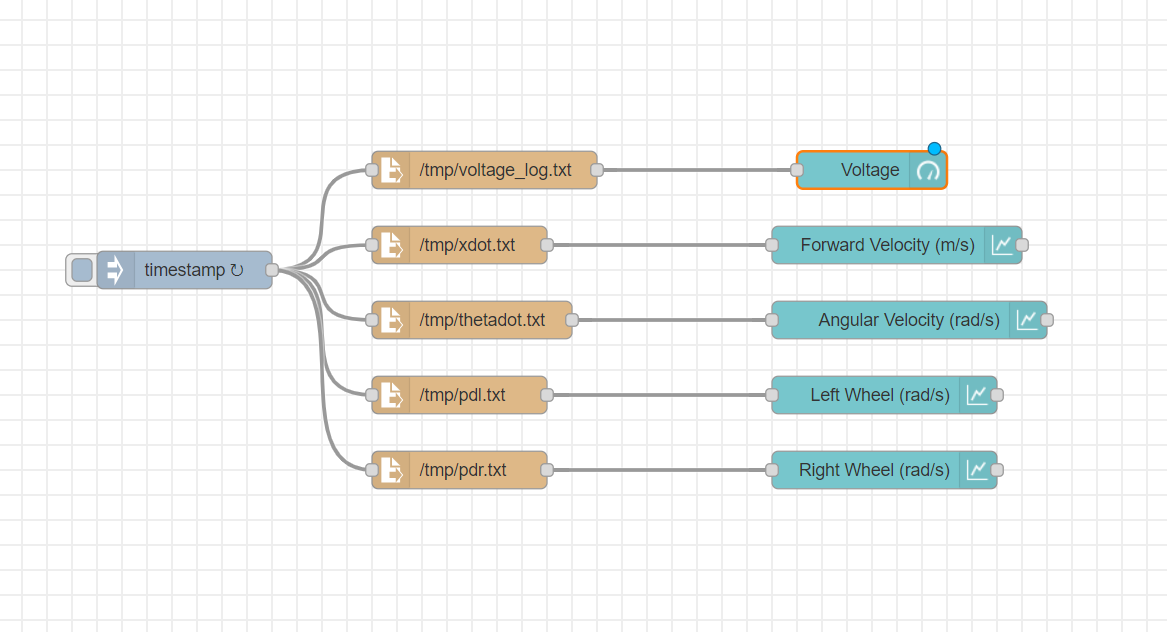 /tmp/voltage_log.txt
Voltage
/tmp/xdot.txt
Forward Velocity (m/s)
timestamp ↻
/tmp/thetadot.txt
Angular Velocity (rad/s)
/tmp/pdl.txt
Left Wheel (rad/s)
/tmp/pdr.txt
Right Wheel (rad/s)